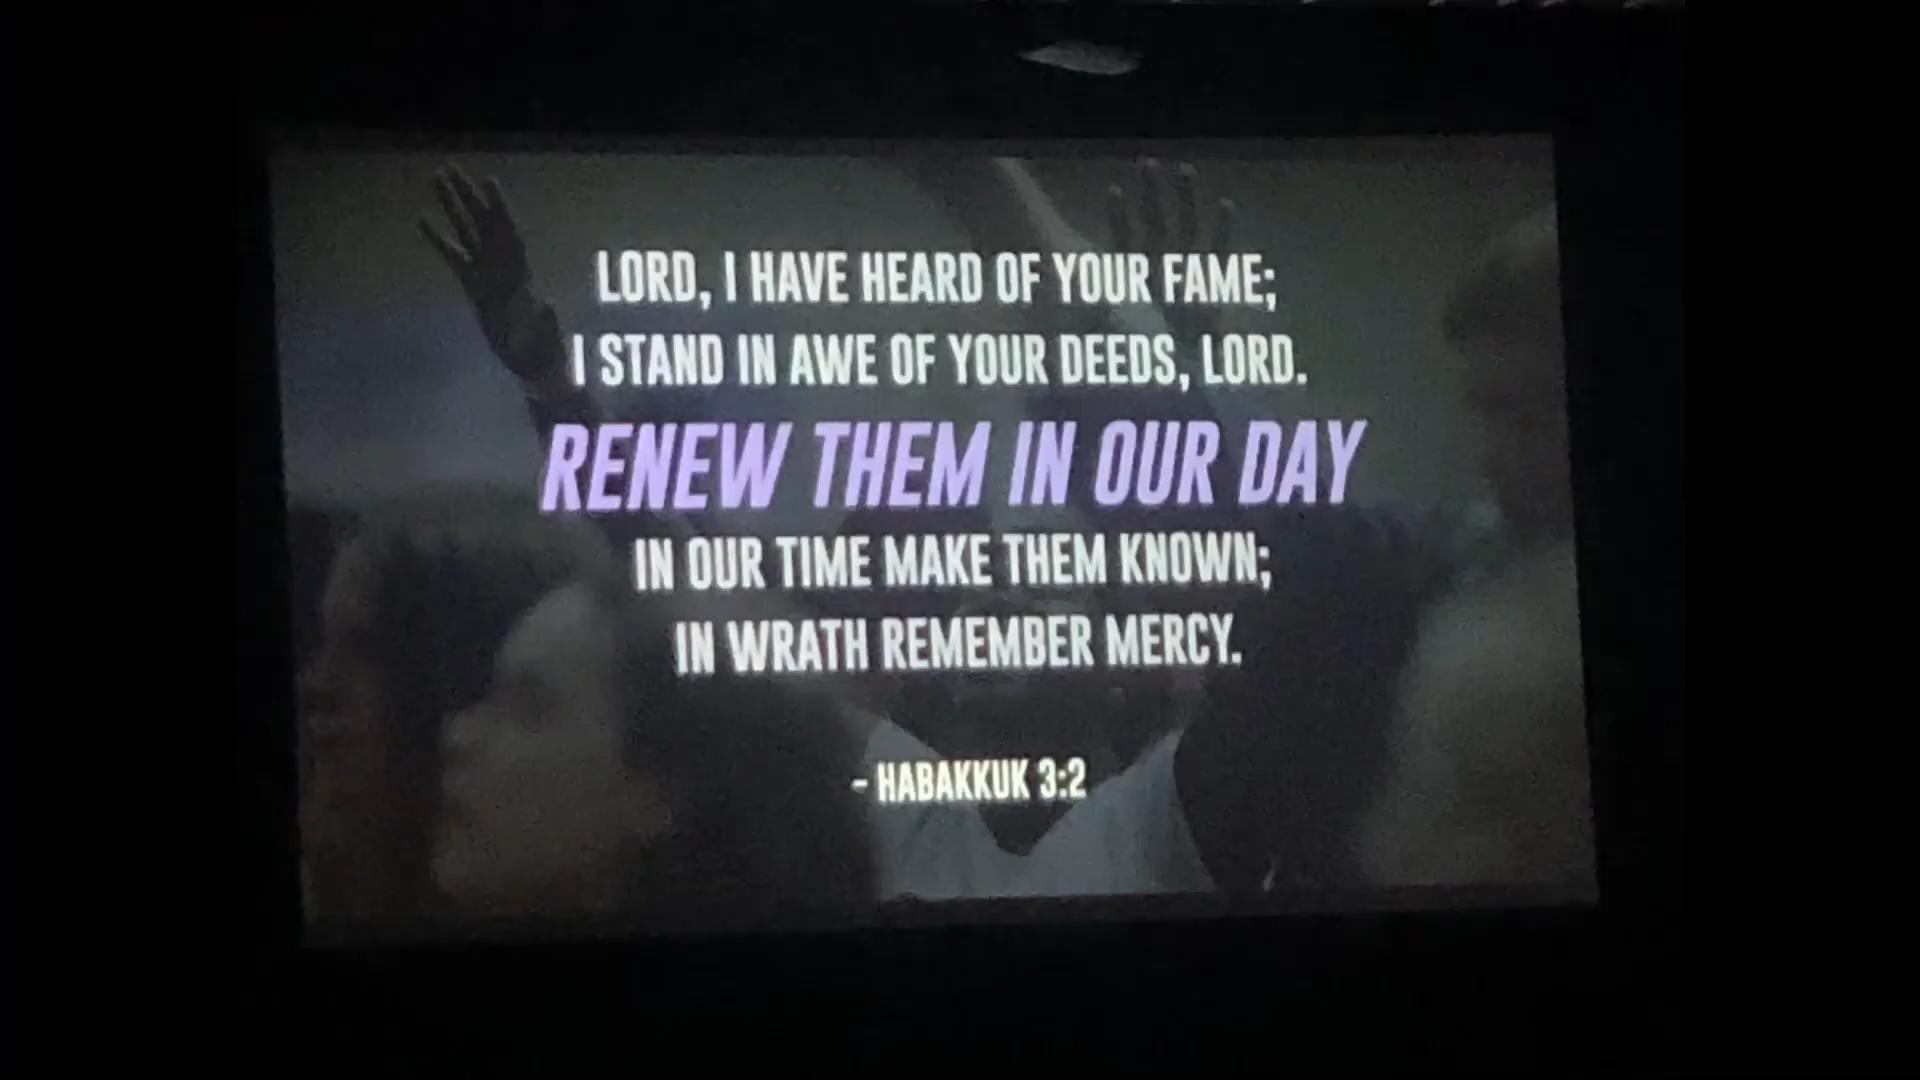 LORD, I HAVE HEARD OF YOUR FAME;
I STAND IN AWE OF YOUR DEEDS, LORD.
RENEW THEM IN OUR DAY
IN OUR TIME MAKE THEM KNOWN;
IN WRATH REMEMBER MERCY.
- HABAKKUK 3:2